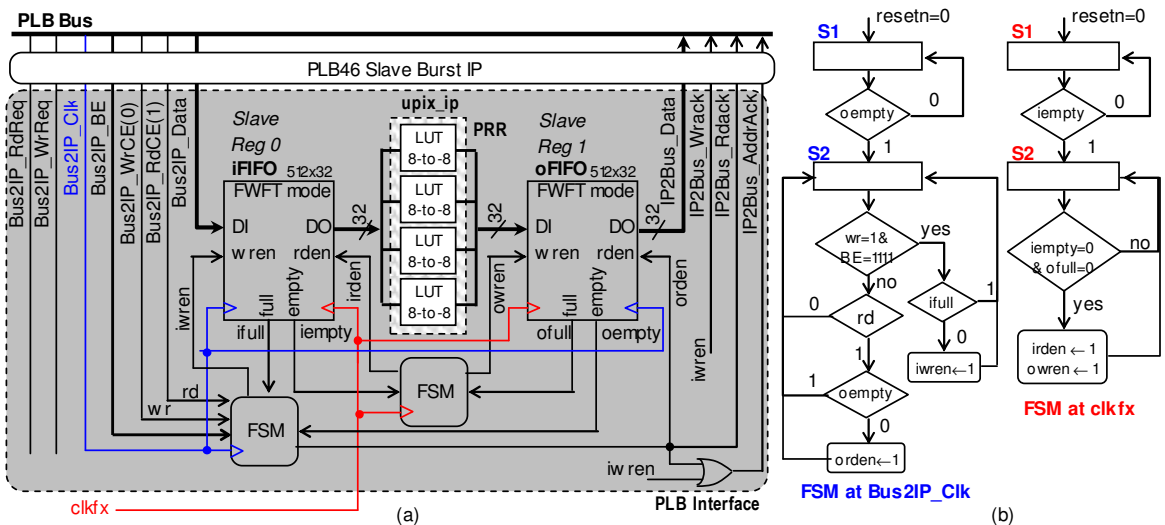 PLB Bus
PLB46 Slave Burst IP
Bus2IP_RdReq
Bus2IP_WrReq
Bus2IP_Clk
Bus2IP_BE
Bus2IP_WrCE(0)
Bus2IP_RdCE(1)
Bus2IP_Data
Slave
Reg 0
iFIFO 512x32
FWFT mode
DI
DO
wren
rden
full
empty
32
iwren
irden
ifull
iempty
upix_ip
PRR
LUT
8-to-8
LUT
8-to-8
LUT
8-to-8
LUT
8-to-8
Slave
Reg 1
oFIFO 512x32
FWFT mode
DI
DO
wren
rden
full
empty
32
32
owren
orden
ofull
oempty
IP2Bus_Data
IP2Bus_Wrack
IP2Bus_Rdack
IP2Bus_AddrAck
iwren
rd
wr
FSM
FSM
iwren
clkfx
(a)
PLB Interface
resetn=0
S1
oempty
0
1
S2
wr=1&
BE=1111
yes
no
ifull
1
0
iwren←1
rd
0
1
oempty
1
0
orden←1
FSM at Bus2IP_Clk
resetn=0
S1
iempty
0
1
S2
iempty=0
& ofull=0
no
yes
irden ← 1
owren ← 1
FSM at clkfx
(b)